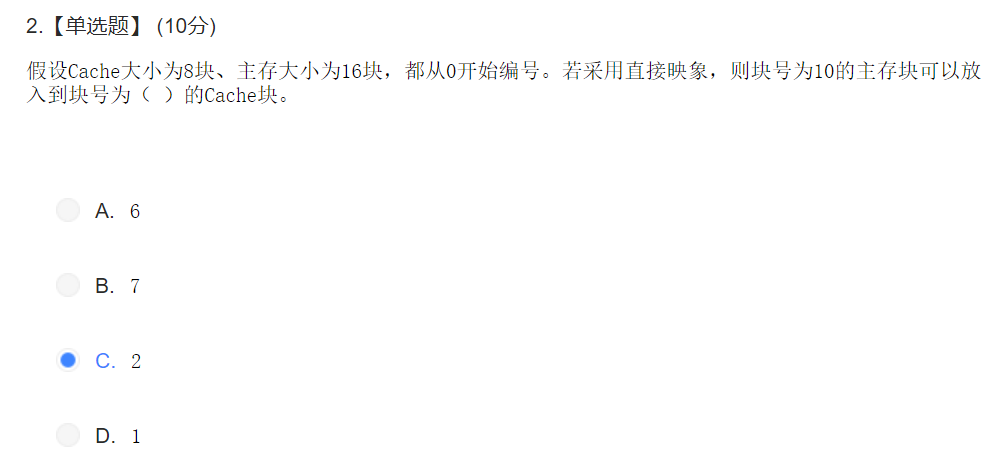 2.【单选题】 (10分)
假设Cache大小为8块、主存大小为16块，都从0开始编号。若采用直接映象，则块号为10的主存块可以放
入到块号为（ ）的Cache块。
A. 6
B. 7
C. 2
D. 1